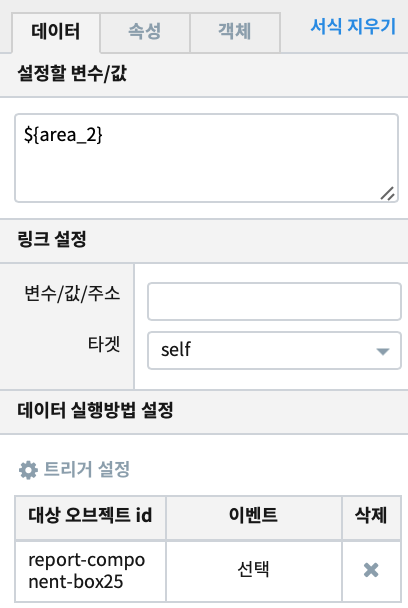 데이터 속성 객체 서식 지우기
설정할 변수/값
${area_2}
링크 설정
변수/값/주소
타겟 self
데이터 실행방법 설정
트리거 설정
대상 오브젝트 id 이벤트 삭제
report-compo
nent-box25 선택